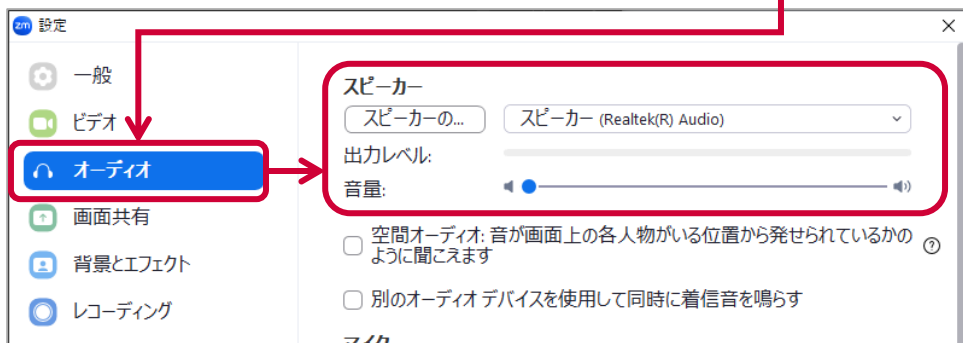 zm 設定
一般
ビデオ
オーディオ
画面共有
背景とエフェクト
レコーディング
スピーカー
スピーカーの...
スピーカー (Realtek(R) Audio)
出力レベル:
音量:
空間オーディオ: 音が画面上の各人物がいる位置から発せられているかの
ように聞こえます
別のオーディオ デバイスを使用して同時に着信音を鳴らす